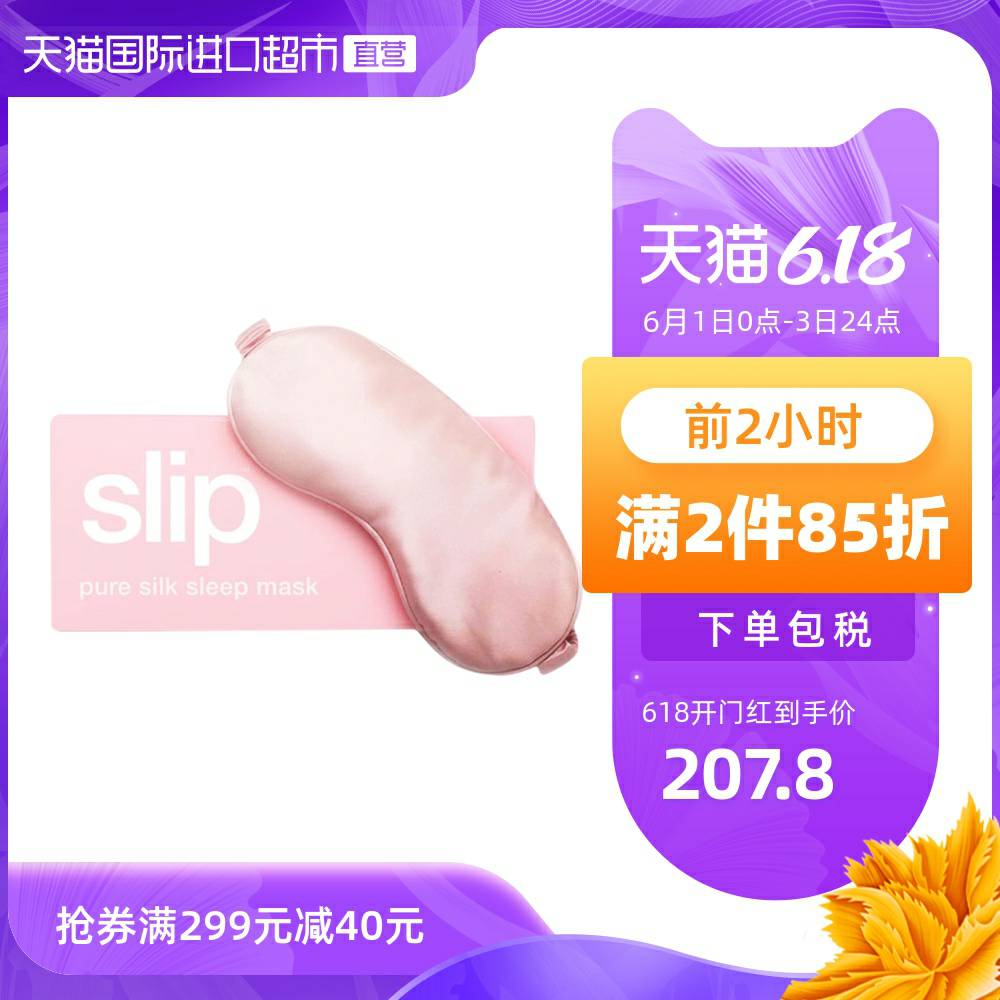 天猫国际进口超市 直营
天猫6.18
6月1日0点-3日24点
前2小时
满2件85折
下单包税
618开门红到手价
207.8
slip
pure silk sleep mask
抢券满299元减40元